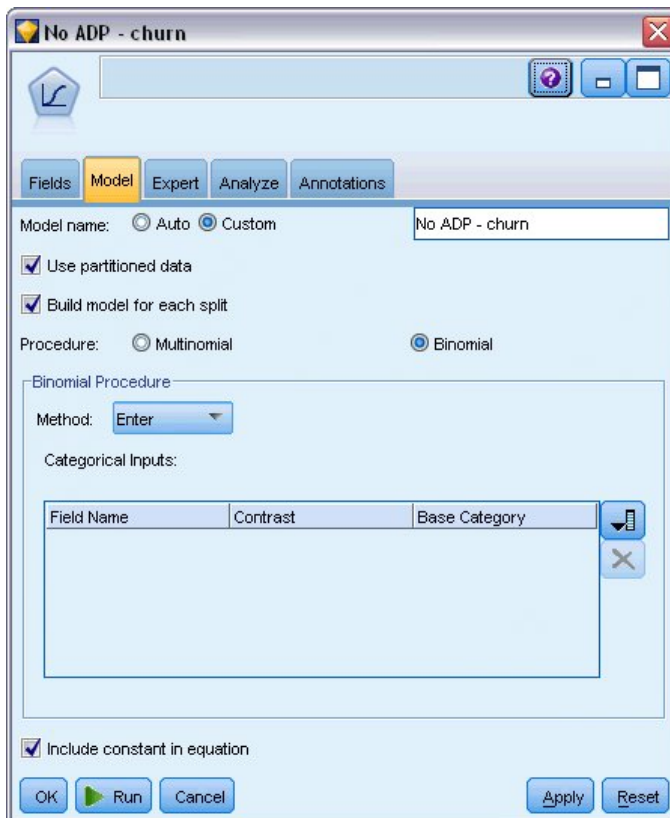 No ADP - churn
Fields Model Expert Analyze Annotations
Model name: Auto Custom No ADP - churn
Use partitioned data
Build model for each split
Procedure: Multinomial Binomial
Binomial Procedure
Method: Enter
Categorical Inputs:
Field Name Contrast Base Category
Include constant in equation
OK Run Cancel Apply Reset